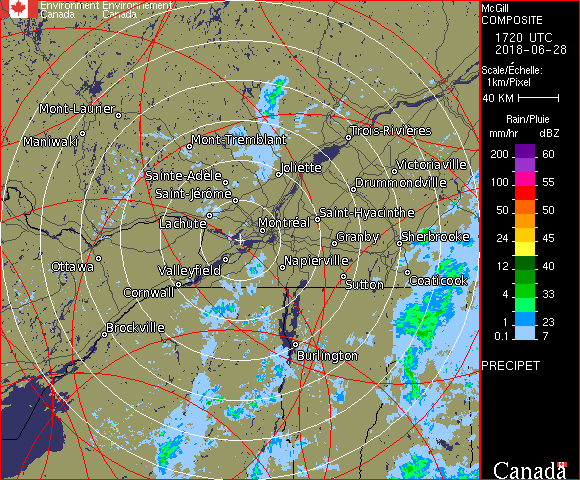 Environment Environnement
Canada Canada
McGill
COMPOSITE
1720 UTC
2018-06-28
Scale/Échelle:
1km/Pixel
40 KM
Rain/Pluie
mm/hr dBZ
200 60
100 55
50 50
24 45
12 40
4 33
1 23
0.1 7
PRECIPET
Mont-Laurier
Maniwaki
Mont-Tremblant
Trois-Rivières
Joliette
Victoriaville
Sainte-Adèle
Drummondville
Saint-Jérôme
Lachute
Saint-Hyacinthe
Montréal
Granby
Sherbrooke
Ottawa
Valleyfield
Napierville
Cornwall
Sutton
Coaticook
Brockville
Burlington
Canada